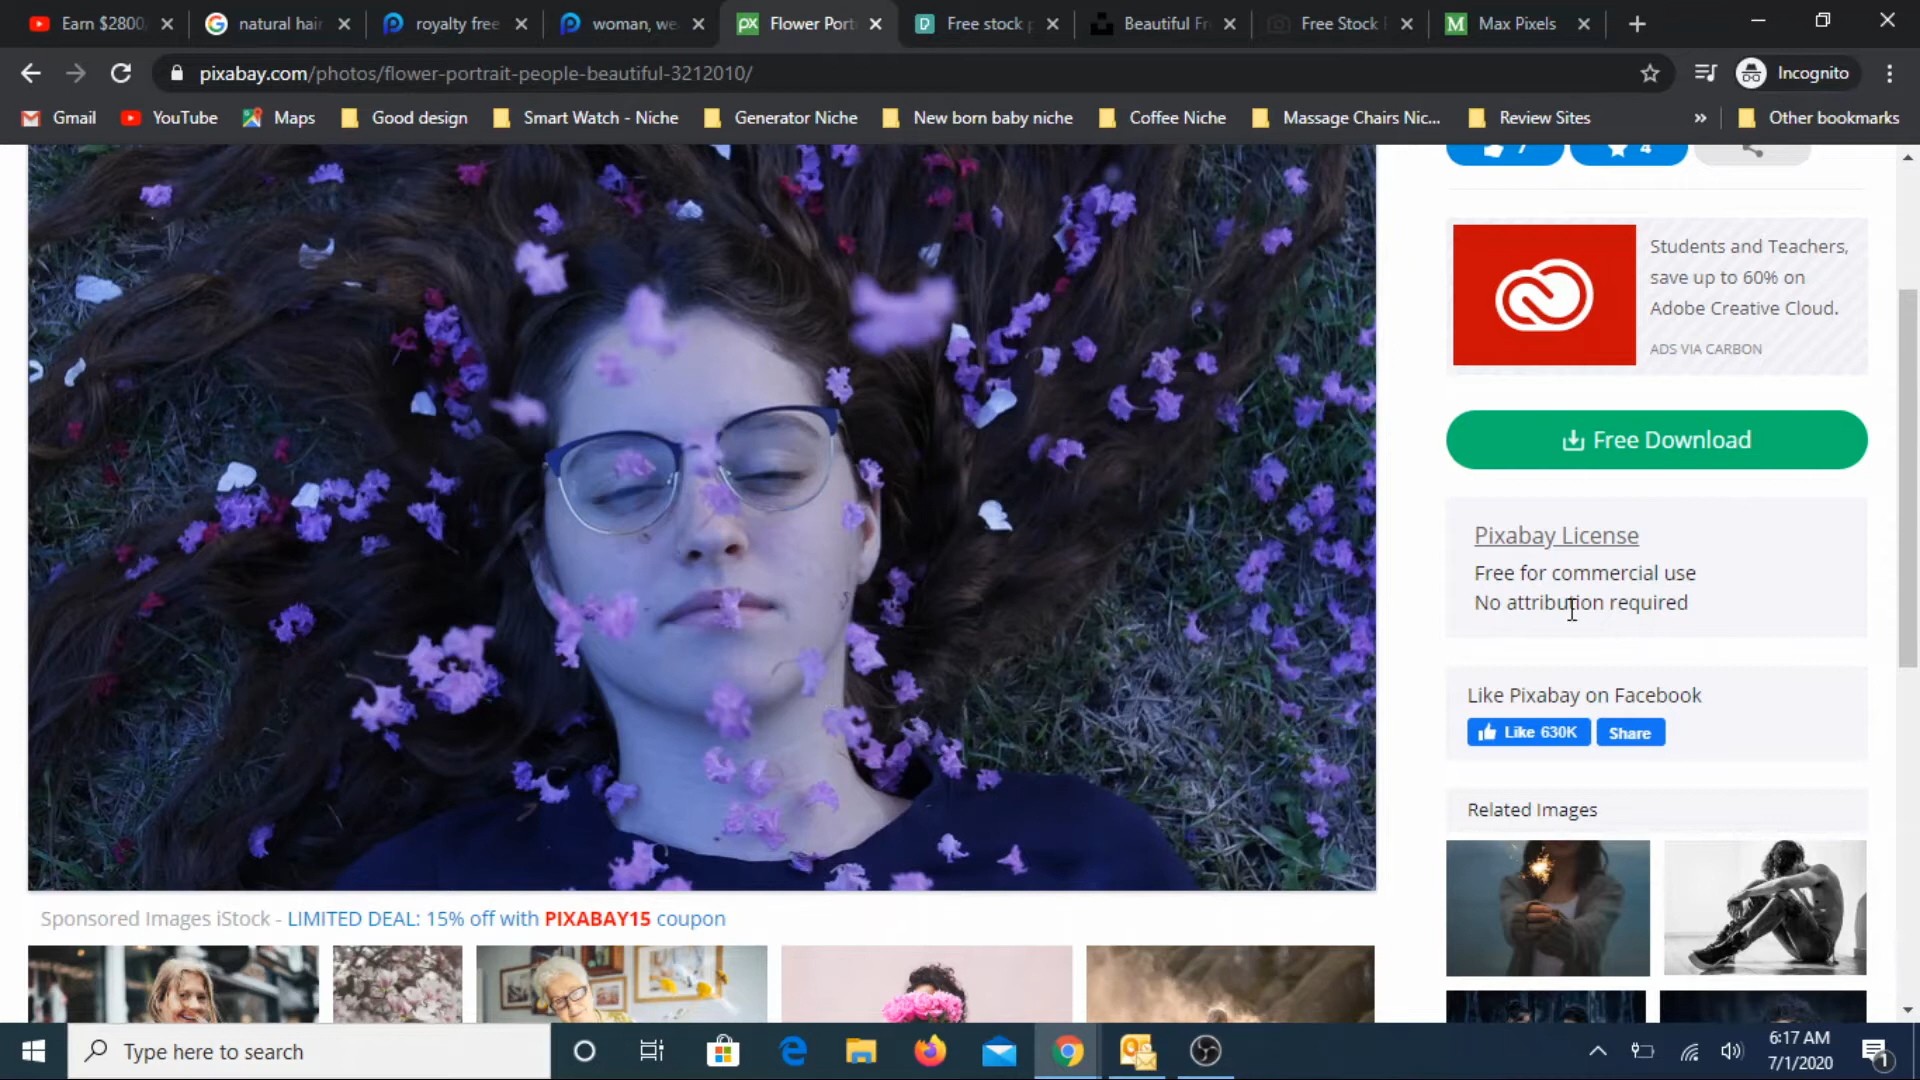 Earn $2800,
natural hair
royalty free
woman, we
Flower Port
Free stock p
Beautiful Fr
Free Stock
Max Pixels
pixabay.com/photos/flower-portrait-people-beautiful-3212010/
Incognito
Gmail
YouTube
Maps
Good design
Smart Watch - Niche
Generator Niche
New born baby niche
Coffee Niche
Massage Chairs Nic...
Review Sites
»
Other bookmarks
7
4
Students and Teachers,
save up to 60% on
Adobe Creative Cloud.
ADS VIA CARBON
Free Download
Pixabay License
Free for commercial use
No attribution required
Like Pixabay on Facebook
Like 630K
Share
Related Images
Sponsored Images iStock - LIMITED DEAL: 15% off with PIXABAY15 coupon
Type here to search
6:17 AM
7/1/2020
1